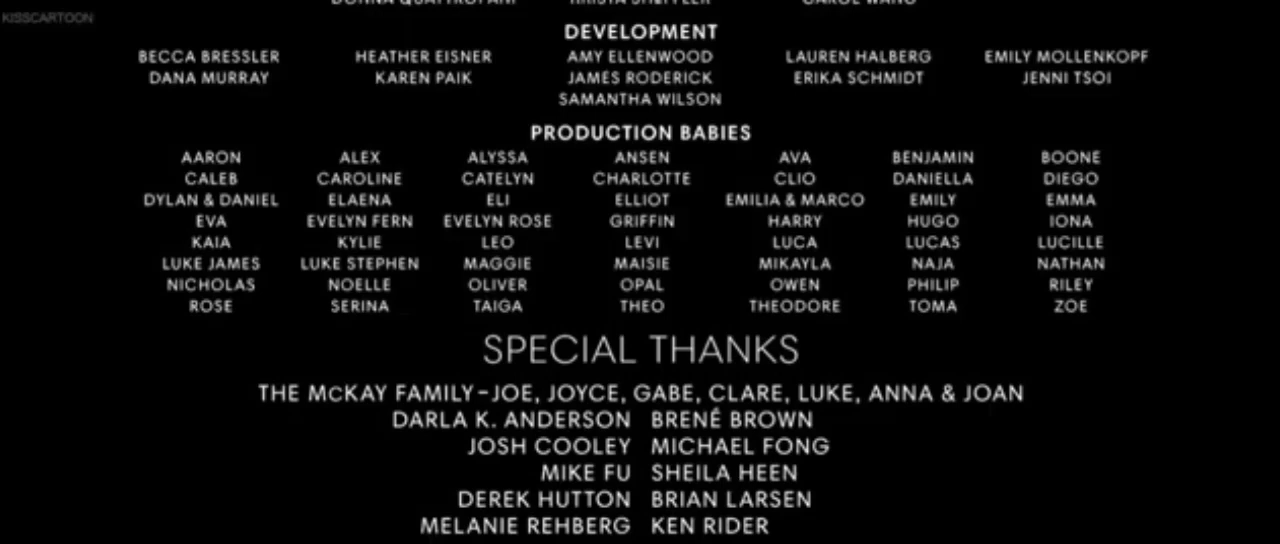 KISSCARTOON
DEVELOPMENT
BECCA BRESSLER HEATHER EISNER AMY ELLENWOOD LAUREN HALBERG EMILY MOLLENKOPF
DANA MURRAY KAREN PAIK JAMES RODERICK ERIKA SCHMIDT JENNI TSOI
SAMANTHA WILSON
PRODUCTION BABIES
AARON ALEX ALYSSA ANSEN AVA BENJAMIN BOONE
CALEB CAROLINE CATELYN CHARLOTTE CLIO DANIELLA DIEGO
DYLAN & DANIEL ELAENA ELI ELLIOT EMILIA & MARCO EMILY EMMA
EVA EVELYN FERN EVELYN ROSE GRIFFIN HARRY HUGO IONA
KAIA KYLIE LEO LEVI LUCA LUCAS LUCILLE
LUKE JAMES LUKE STEPHEN MAGGIE MAISIE MIKAYLA NAJA NATHAN
NICHOLAS NOELLE OLIVER OPAL OWEN PHILIP RILEY
ROSE SERINA TAIGA THEO THEODORE TOMA ZOE
SPECIAL THANKS
THE McKAY FAMILY–JOE, JOYCE, GABE, CLARE, LUKE, ANNA & JOAN
DARLA K. ANDERSON BRENÉ BROWN
JOSH COOLEY MICHAEL FONG
MIKE FU SHEILA HEEN
DEREK HUTTON BRIAN LARSEN
MELANIE REHBERG KEN RIDER